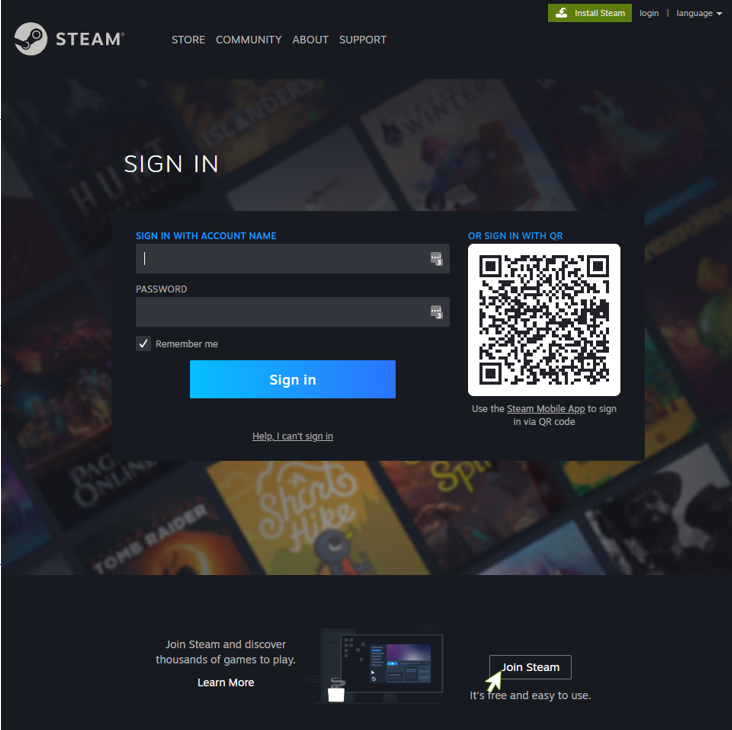 Install Steam login | language
STEAM®
STORE COMMUNITY ABOUT SUPPORT
ISLANDERS
WINTER
HUNT
SIGN IN
SIGN IN WITH ACCOUNT NAME
OR SIGN IN WITH QR
PASSWORD
Remember me
Sign in
Use the Steam Mobile App to sign
in via QR code
Help, I can't sign in
ONLINE
TOMB RAIDER
A Short
Hike
Join Steam and discover
thousands of games to play.
Learn More
Join Steam
It's free and easy to use.